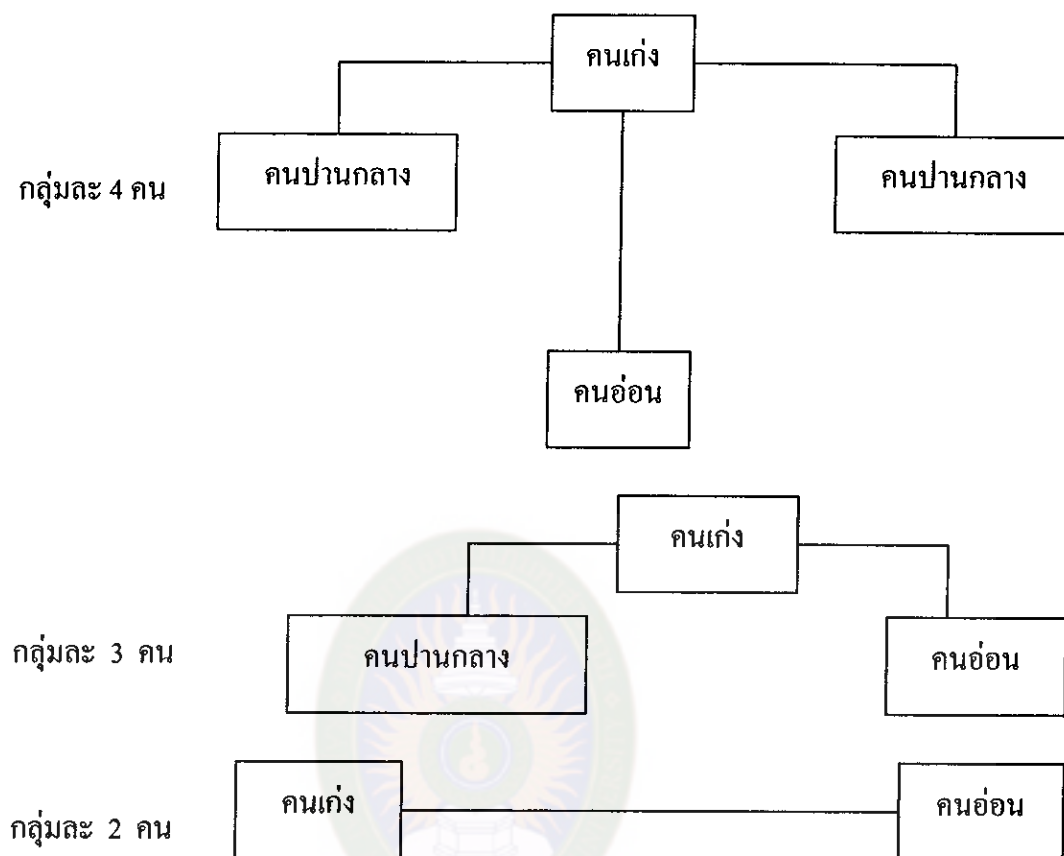 คนเก่ง
กลุ่มละ 4 คน
คนปานกลาง
คนปานกลาง
คนอ่อน
คนเก่ง
กลุ่มละ 3 คน
คนปานกลาง
คนอ่อน
กลุ่มละ 2 คน
คนเก่ง
คนอ่อน